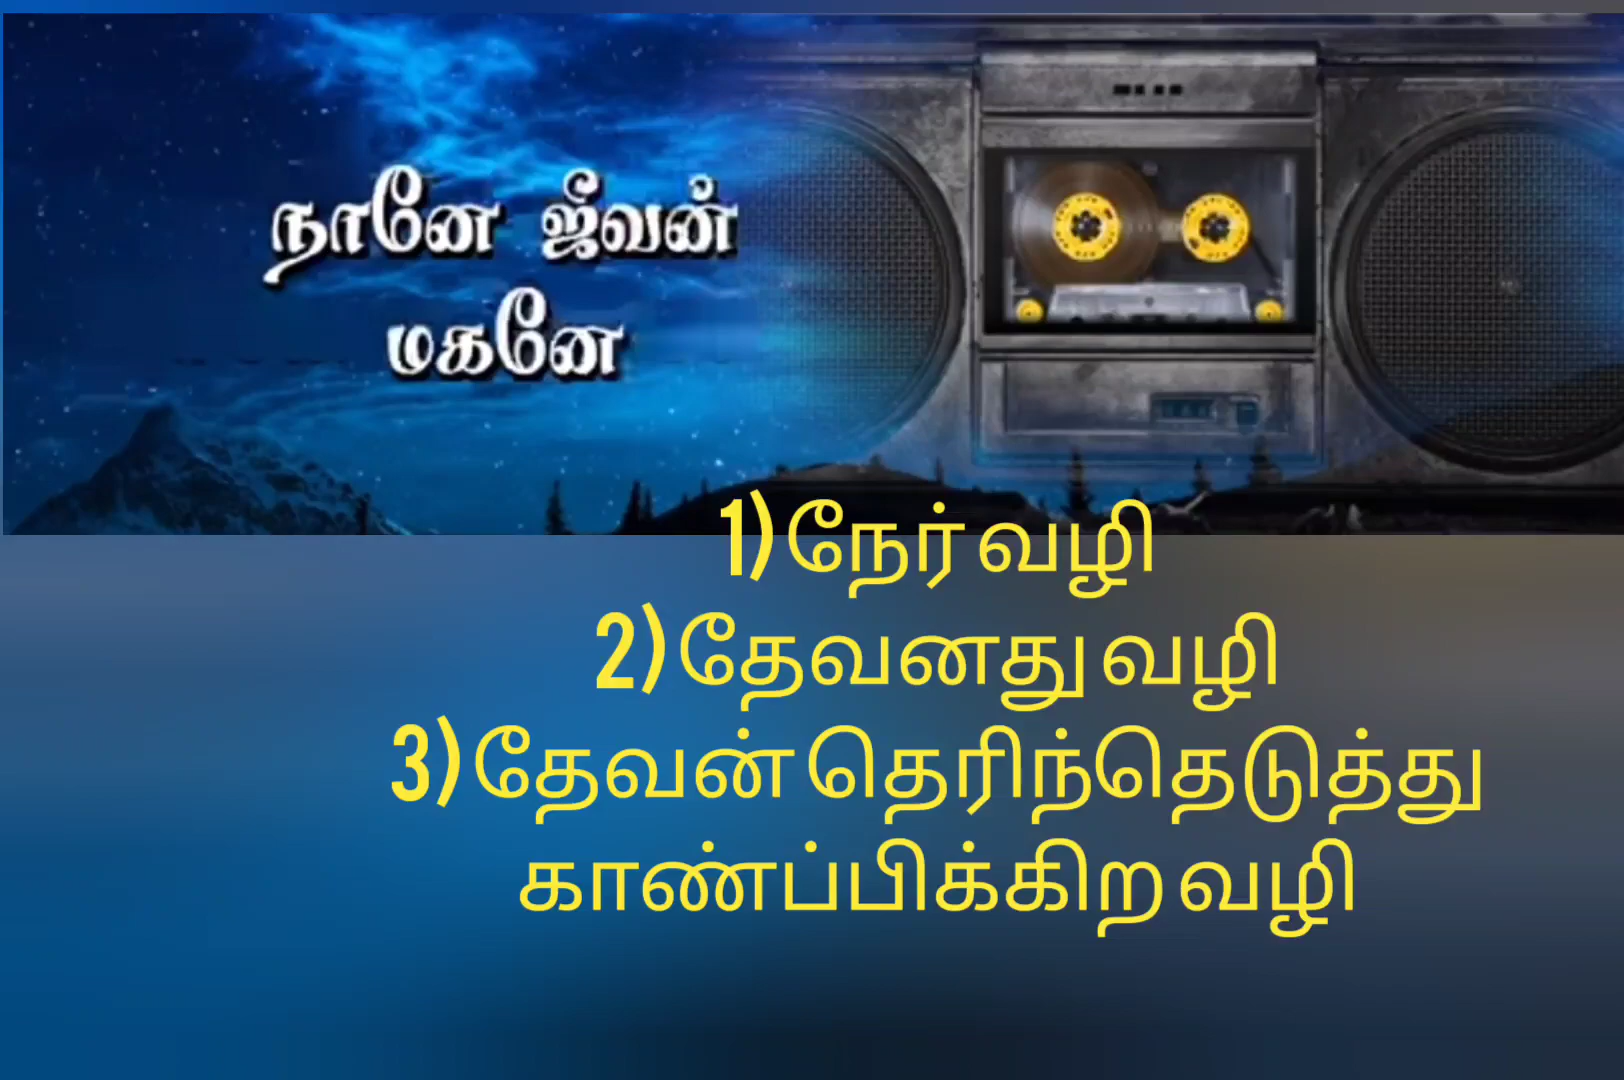 நானே ஜீவன்
மகனே
1)நேர் வழி
2)தேவனது வழி
3)தேவன் தெரிந்தெடுத்து
காண்ப்பிக்கிற வழி